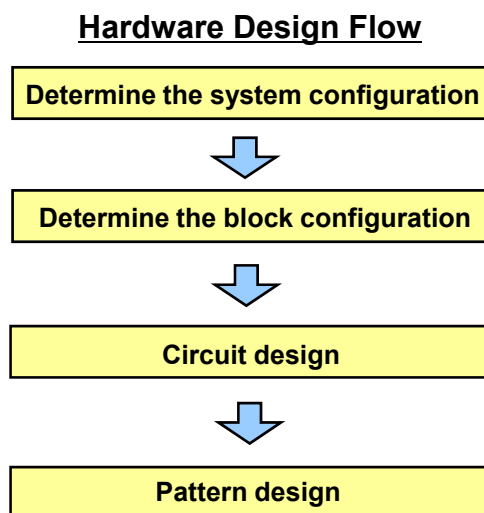 Hardware Design Flow
Determine the system configuration
Determine the block configuration
Circuit design
Pattern design